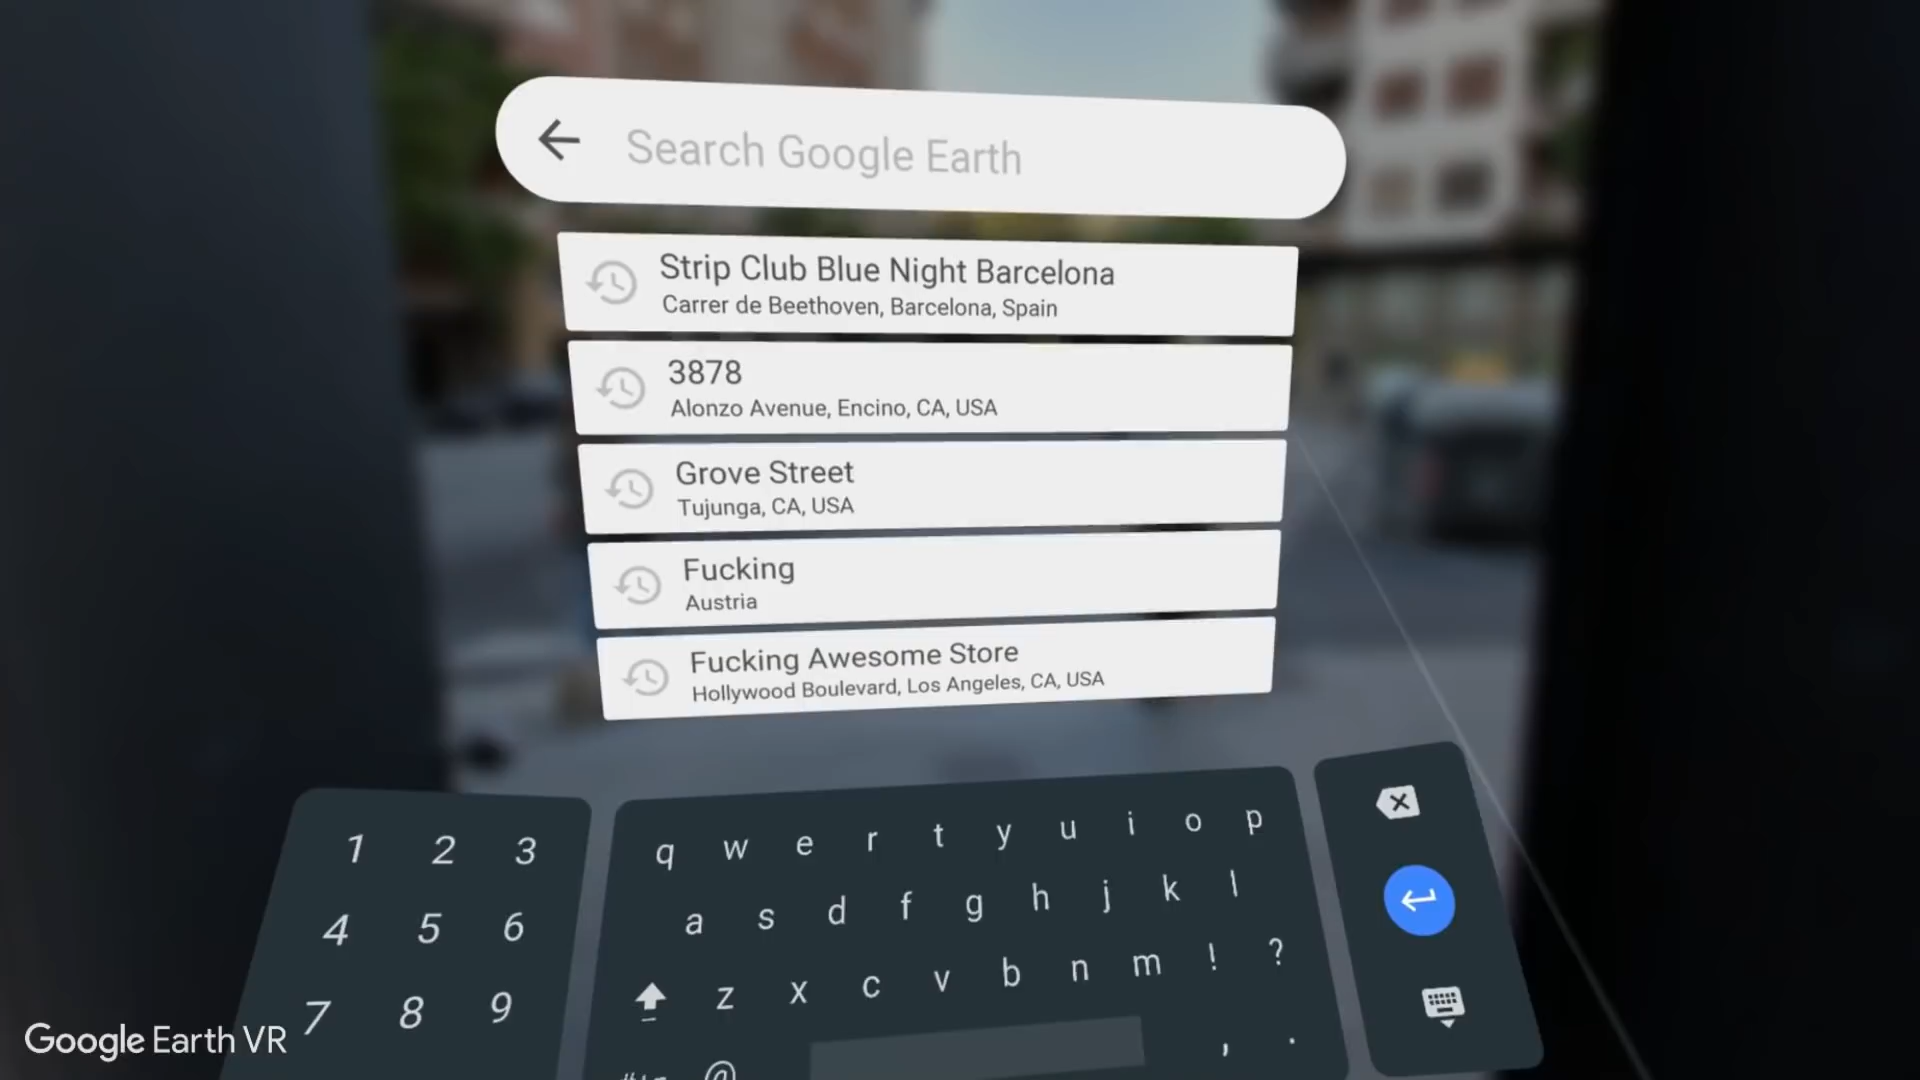 Search Google Earth
Strip Club Blue Night Barcelona
Carrer de Beethoven, Barcelona, Spain
3878
Alonzo Avenue, Encino, CA, USA
Grove Street
Tujunga, CA, USA
Fucking
Austria
Fucking Awesome Store
Hollywood Boulevard, Los Angeles, CA, USA
1 2 3
q w e r t y u i o p
4 5 6
a s d f g h j k l
7 8 9
z x c v b n m ! ?
@ , .
Google Earth VR